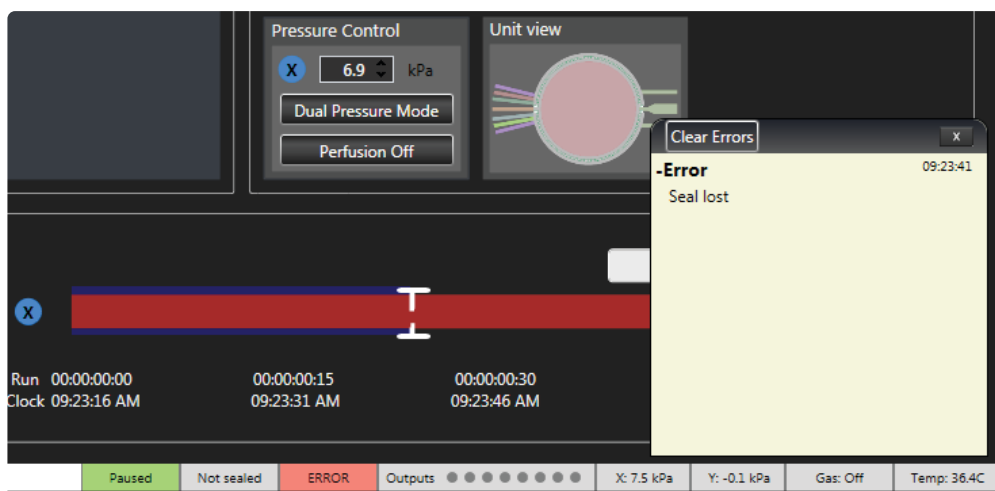 Pressure Control
Unit view
X 6.9 kPa
Dual Pressure Mode
Perfusion Off
Clear Errors x
-Error 09:23:41
Seal lost
X
Run 00:00:00:00 00:00:00:15 00:00:00:30
Clock 09:23:16 AM 09:23:31 AM 09:23:46 AM
Paused Not sealed ERROR Outputs X: 7.5 kPa Y: -0.1 kPa Gas: Off Temp: 36.4C